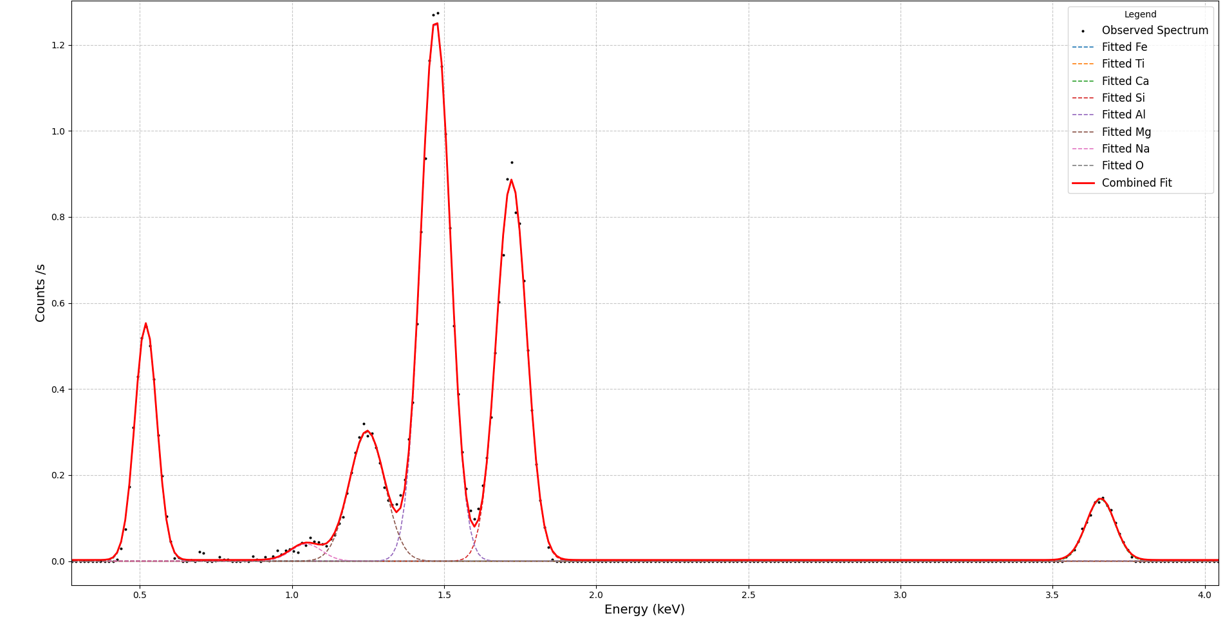 Counts /s
1.2
1.0
0.8
0.6
0.4
0.2
0.0
0.5
1.0
1.5
2.0
2.5
3.0
3.5
4.0
Energy (keV)
Legend
Observed Spectrum
Fitted Fe
Fitted Ti
Fitted Ca
Fitted Si
Fitted Al
Fitted Mg
Fitted Na
Fitted O
Combined Fit